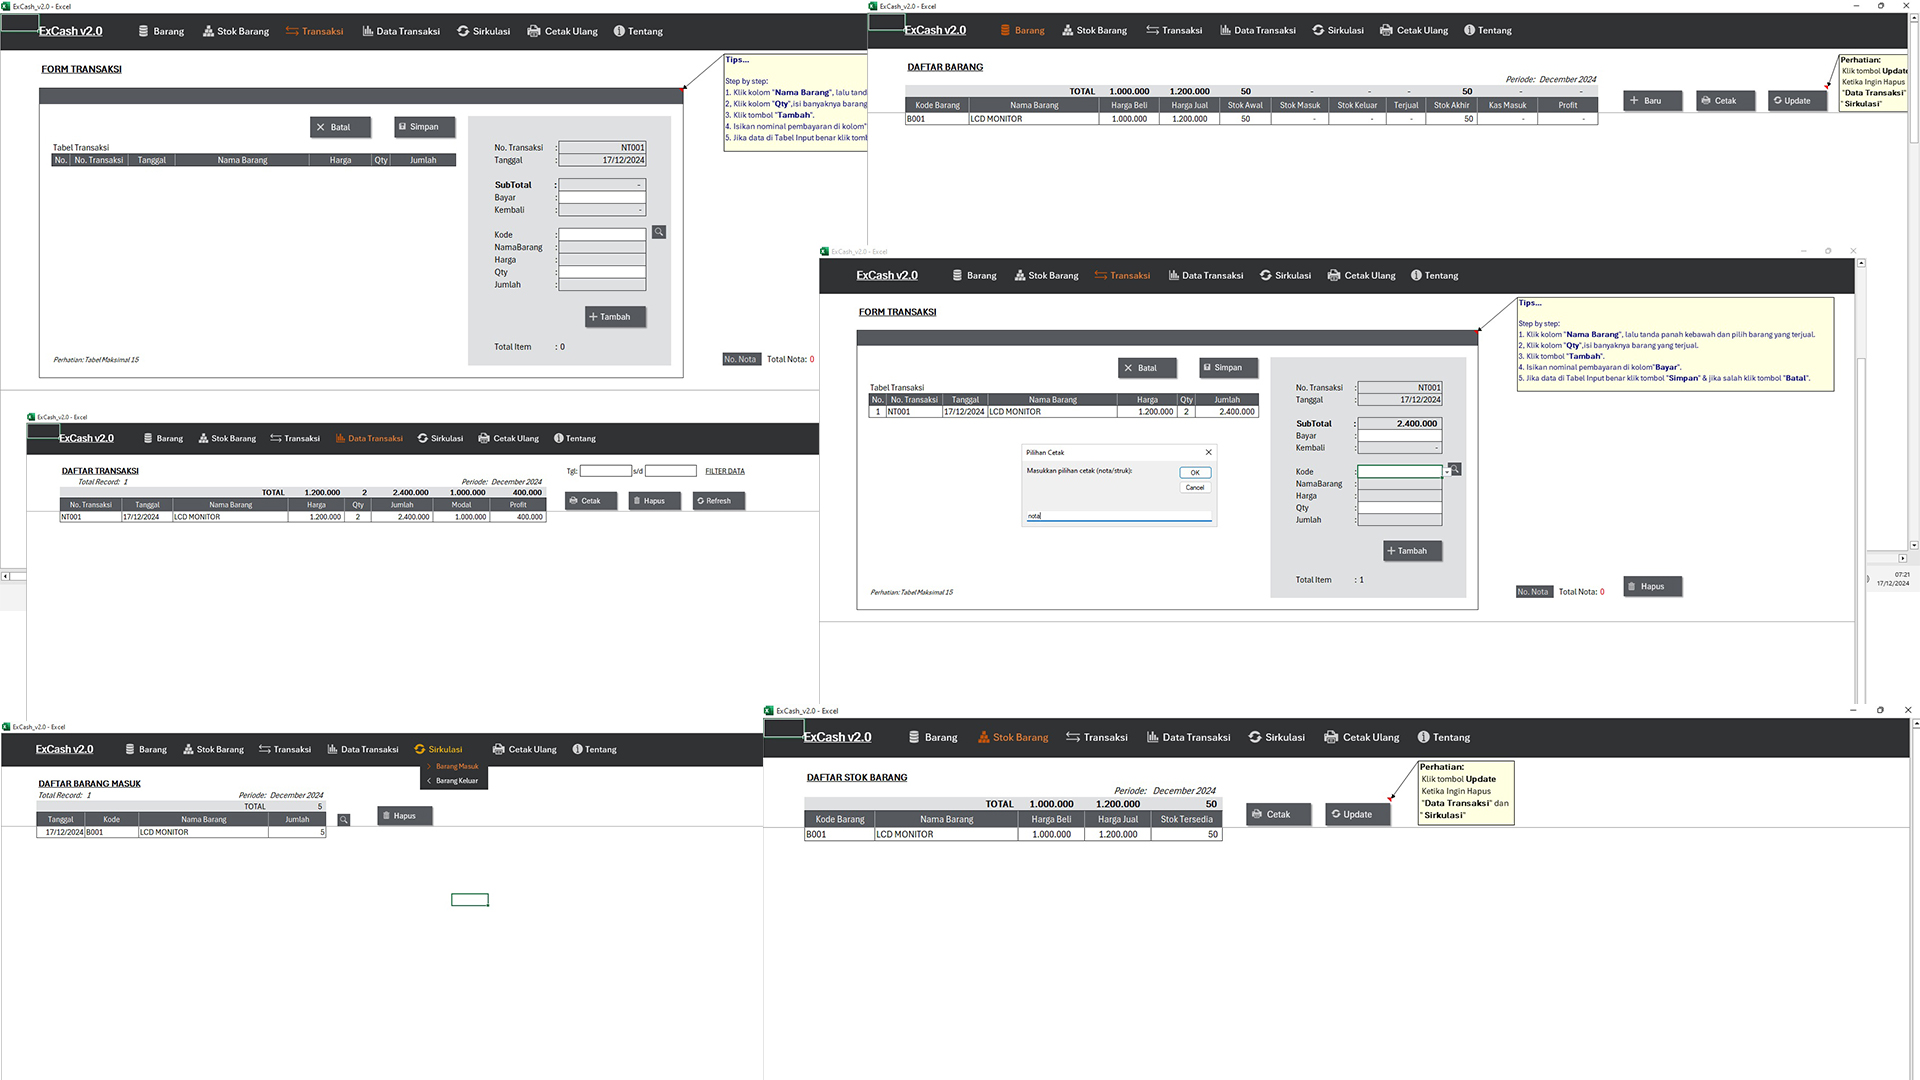 ExCash_v2.0 - Excel
ExCash v2.0 Barang Stok Barang Transaksi Data Transaksi Sirkulasi Cetak Ulang Tentang
FORM TRANSAKSI
Batal Simpan
Tabel Transaksi
No. No. Transaksi Tanggal Nama Barang Harga Qty Jumlah
No. Transaksi : NT001
Tanggal : 17/12/2024
SubTotal : -
Bayar :
Kembali : -
Kode :
NamaBarang :
Harga :
Qty :
Jumlah :
Tambah
Total Item : 0
Perhatian: Tabel Maksimal 15
Tips...
Step by step:
1. Klik kolom "Nama Barang", lalu tanda
2, Klik kolom "Qty",isi banyaknya barang
3. Klik tombol "Tambah".
4. Isikan nominal pembayaran di kolom"
5. Jika data di Tabel Input benar klik tomb
No. Nota Total Nota: 0
ExCash_v2.0 - Excel
ExCash v2.0 Barang Stok Barang Transaksi Data Transaksi Sirkulasi Cetak Ulang Tentang
DAFTAR BARANG
Periode: December 2024
TOTAL 1.000.000 1.200.000 50 - - - 50 - -
Kode Barang Nama Barang Harga Beli Harga Jual Stok Awal Stok Masuk Stok Keluar Terjual Stok Akhir Kas Masuk Profit
B001 LCD MONITOR 1.000.000 1.200.000 50 - - - 50 - -
Baru Cetak Update
Perhatian:
Klik tombol Update
Ketika Ingin Hapus
"Data Transaksi"
"Sirkulasi"
ExCash_v2.0 - Excel
ExCash v2.0 Barang Stok Barang Transaksi Data Transaksi Sirkulasi Cetak Ulang Tentang
FORM TRANSAKSI
Batal Simpan
Tabel Transaksi
No. No. Transaksi Tanggal Nama Barang Harga Qty Jumlah
1 NT001 17/12/2024 LCD MONITOR 1.200.000 2 2.400.000
Pilihan Cetak
Masukkan pilihan cetak (nota/struk):
OK
Cancel
nota
No. Transaksi : NT001
Tanggal : 17/12/2024
SubTotal : 2.400.000
Bayar :
Kembali : -
Kode :
NamaBarang :
Harga :
Qty :
Jumlah :
Tambah
Total Item : 1
Perhatian: Tabel Maksimal 15
Tips...
Step by step:
1. Klik kolom "Nama Barang", lalu tanda panah kebawah dan pilih barang yang terjual.
2, Klik kolom "Qty",isi banyaknya barang yang terjual.
3. Klik tombol "Tambah".
4. Isikan nominal pembayaran di kolom"Bayar".
5. Jika data di Tabel Input benar klik tombol "Simpan" & jika salah klik tombol "Batal".
No. Nota Total Nota: 0 Hapus
07:21
17/12/2024
ExCash_v2.0 - Excel
ExCash v2.0 Barang Stok Barang Transaksi Data Transaksi Sirkulasi Cetak Ulang Tentang
DAFTAR TRANSAKSI
Total Record: 1
Periode: December 2024
Tgl: s/d FILTER DATA
TOTAL 1.200.000 2 2.400.000 1.000.000 400.000
No. Transaksi Tanggal Nama Barang Harga Qty Jumlah Modal Profit
NT001 17/12/2024 LCD MONITOR 1.200.000 2 2.400.000 1.000.000 400.000
Cetak Hapus Refresh
ExCash_v2.0 - Excel
ExCash v2.0 Barang Stok Barang Transaksi Data Transaksi Sirkulasi Cetak Ulang Tentang
Barang Masuk
Barang Keluar
DAFTAR BARANG MASUK
Total Record: 1
Periode: December 2024
TOTAL 5
Tanggal Kode Nama Barang Jumlah
17/12/2024 B001 LCD MONITOR 5
Hapus
ExCash_v2.0 - Excel
ExCash v2.0 Barang Stok Barang Transaksi Data Transaksi Sirkulasi Cetak Ulang Tentang
DAFTAR STOK BARANG
Periode: December 2024
TOTAL 1.000.000 1.200.000 50
Kode Barang Nama Barang Harga Beli Harga Jual Stok Tersedia
B001 LCD MONITOR 1.000.000 1.200.000 50
Cetak Update
Perhatian:
Klik tombol Update
Ketika Ingin Hapus
"Data Transaksi" dan
"Sirkulasi"